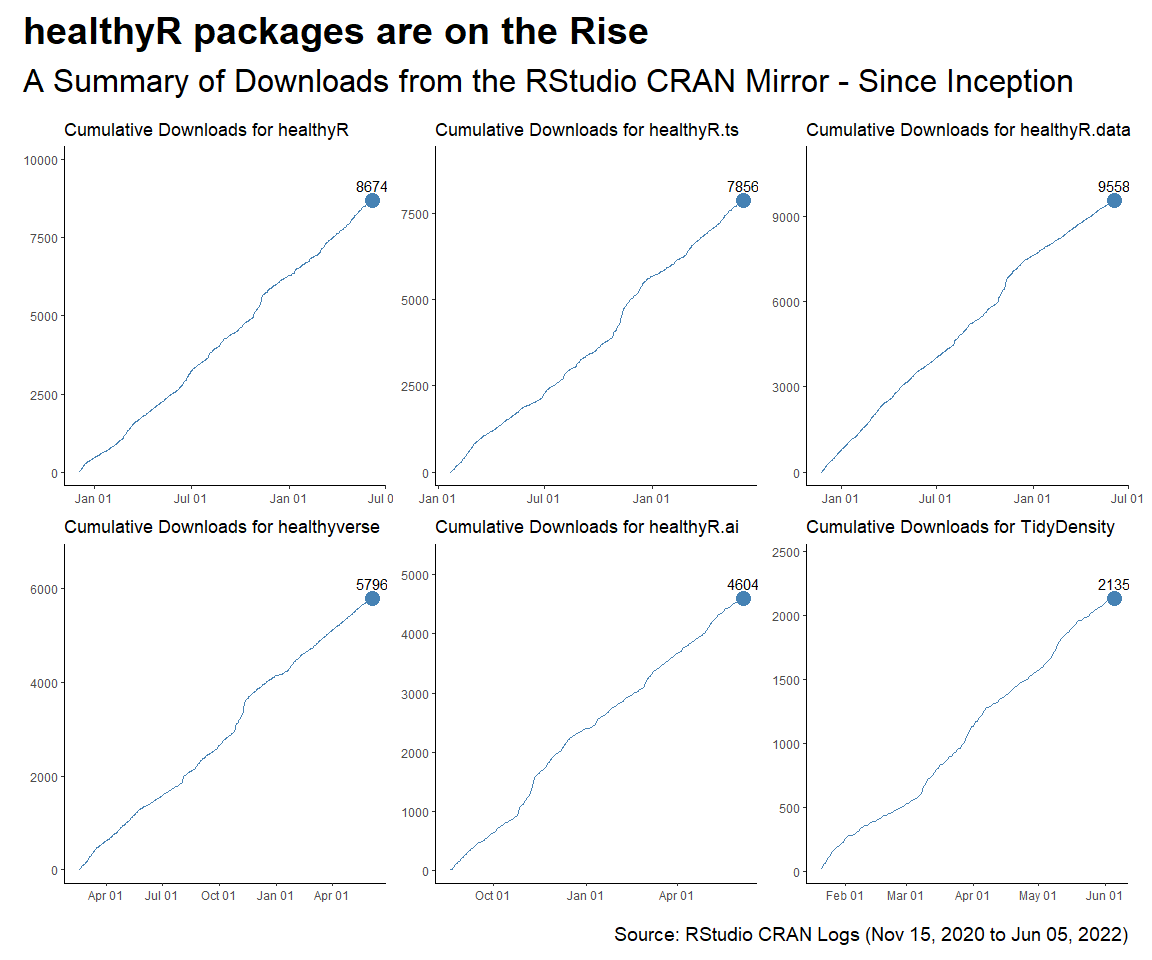 healthyR packages are on the Rise
A Summary of Downloads from the RStudio CRAN Mirror - Since Inception
Cumulative Downloads for healthyR
10000
7500
5000
2500
0
8674
Jan 01 Jul 01 Jan 01 Jul 0
Cumulative Downloads for healthyR.ts
7500
5000
2500
0
7856
Jan 01 Jul 01 Jan 01
Cumulative Downloads for healthyR.data
9000
6000
3000
0
9558
Jan 01 Jul 01 Jan 01 Jul 01
Cumulative Downloads for healthyverse
6000
4000
2000
0
5796
Apr 01 Jul 01 Oct 01 Jan 01 Apr 01
Cumulative Downloads for healthyR.ai
5000
4000
3000
2000
1000
0
4604
Oct 01 Jan 01 Apr 01
Cumulative Downloads for TidyDensity
2500
2000
1500
1000
500
0
2135
Feb 01 Mar 01 Apr 01 May 01 Jun 01
Source: RStudio CRAN Logs (Nov 15, 2020 to Jun 05, 2022)